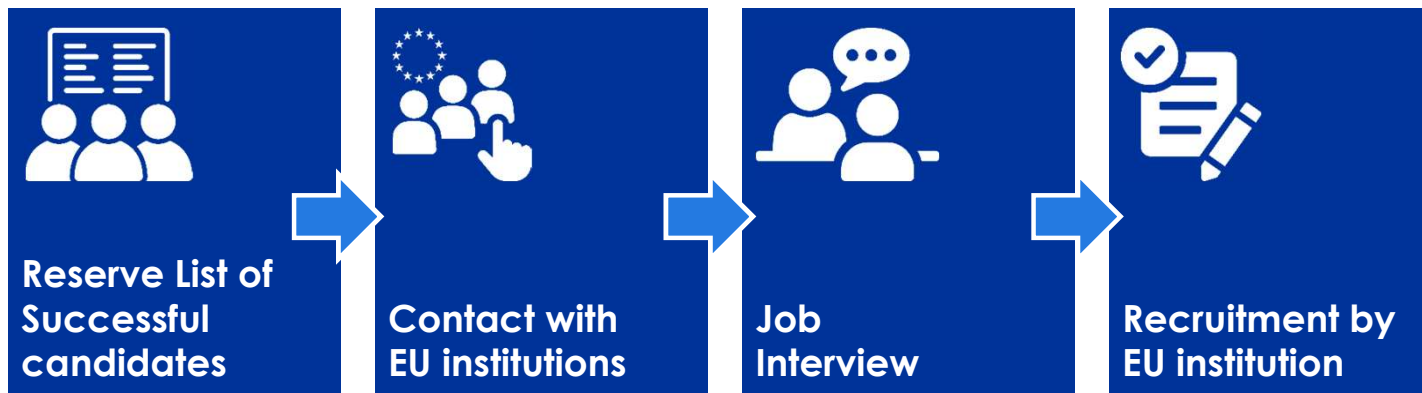 Reserve List of
Successful
candidates
Contact with
EU institutions
Job
Interview
Recruitment by
EU institution